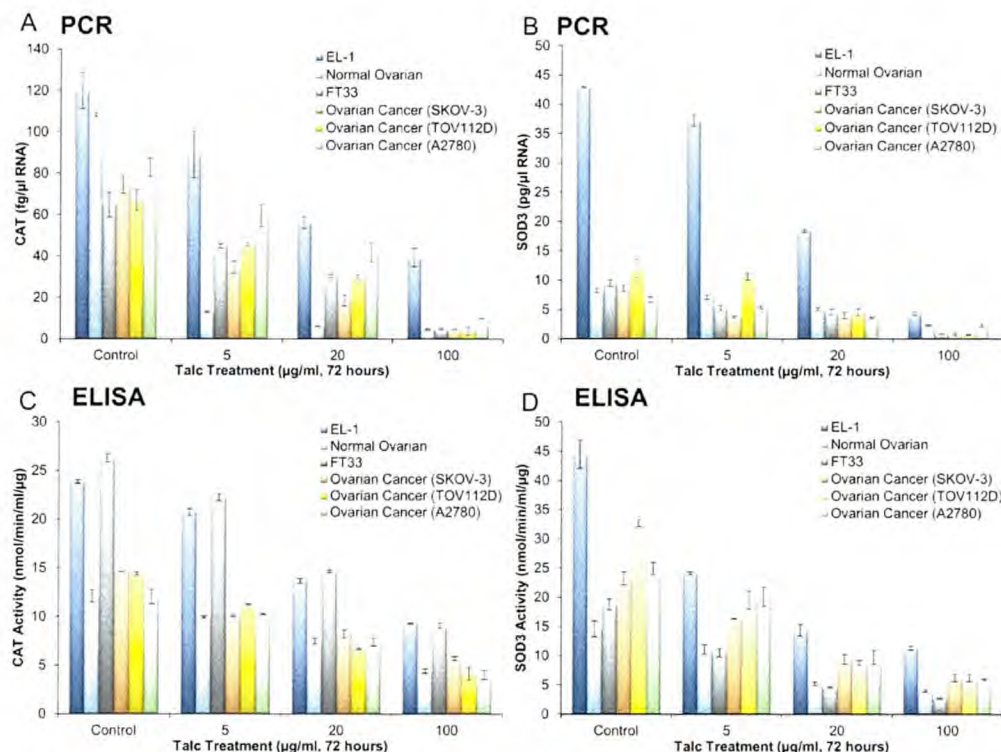 A PCR
CAT (fg/µl RNA)
140
120
100
80
60
40
20
0
EL-1
Normal Ovarian
FT33
Ovarian Cancer (SKOV-3)
Ovarian Cancer (TOV112D)
Ovarian Cancer (A2780)
Control 5 20 100
Talc Treatment (µg/ml, 72 hours)
B PCR
SOD3 (pg/µl RNA)
50
45
40
35
30
25
20
15
10
5
0
EL-1
Normal Ovarian
FT33
Ovarian Cancer (SKOV-3)
Ovarian Cancer (TOV112D)
Ovarian Cancer (A2780)
Control 5 20 100
Talc Treatment (µg/ml, 72 hours)
C ELISA
CAT Activity (nmol/min/ml/µg)
30
25
20
15
10
5
0
EL-1
Normal Ovarian
FT33
Ovarian Cancer (SKOV-3)
Ovarian Cancer (TOV112D)
Ovarian Cancer (A2780)
Control 5 20 100
Talc Treatment (µg/ml, 72 hours)
D ELISA
SOD3 Activity (nmol/min/ml/µg)
50
45
40
35
30
25
20
15
10
5
0
EL-1
Normal Ovarian
FT33
Ovarian Cancer (SKOV-3)
Ovarian Cancer (TOV112D)
Ovarian Cancer (A2780)
Control 5 20 100
Talc Treatment (µg/ml, 72 hours)